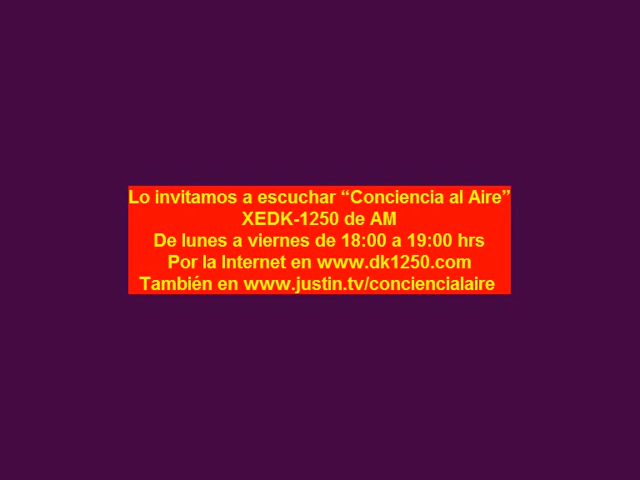 Lo invitamos a escuchar “Conciencia al Aire”
XEDK-1250 de AM
De lunes a viernes de 18:00 a 19:00 hrs
Por la Internet en www.dk1250.com
También en www.justin.tv/conciencialaire